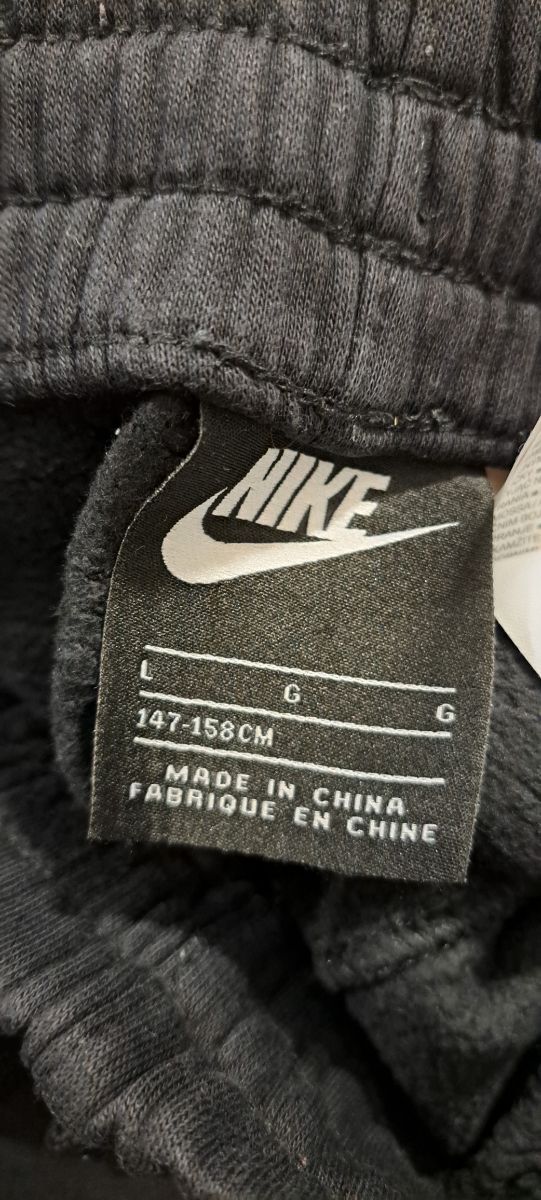 NIKE
L G G
147-158CM
MADE IN CHINA
FABRIQUE EN CHINE